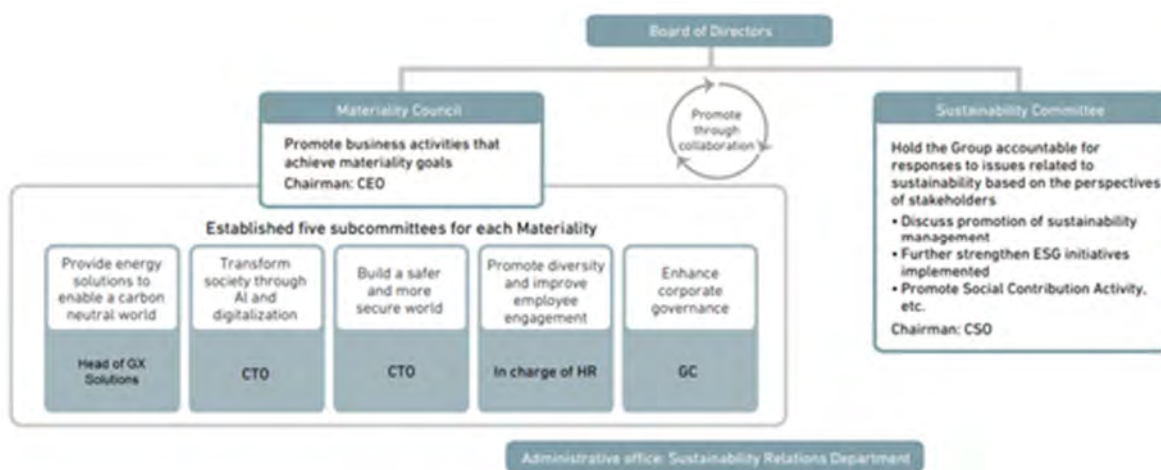 Board of Directors
Materiality Council
Promote business activities that
achieve materiality goals
Chairman: CEO
Promote
through
collaboration
Sustainability Committee
Hold the Group accountable for
responses to issues related to
sustainability based on the perspectives
of stakeholders
• Discuss promotion of sustainability
management
• Further strengthen ESG initiatives
implemented
• Promote Social Contribution Activity,
etc.
Chairman: CSO
Established five subcommittees for each Materiality
Provide energy
solutions to
enable a carbon
neutral world
Head of GX
Solutions
Transform
society through
AI and
digitalization
CTO
Build a safer
and more
secure world
CTO
Promote diversity
and improve
employee
engagement
In charge of HR
Enhance
corporate
governance
GC
Administrative office: Sustainability Relations Department